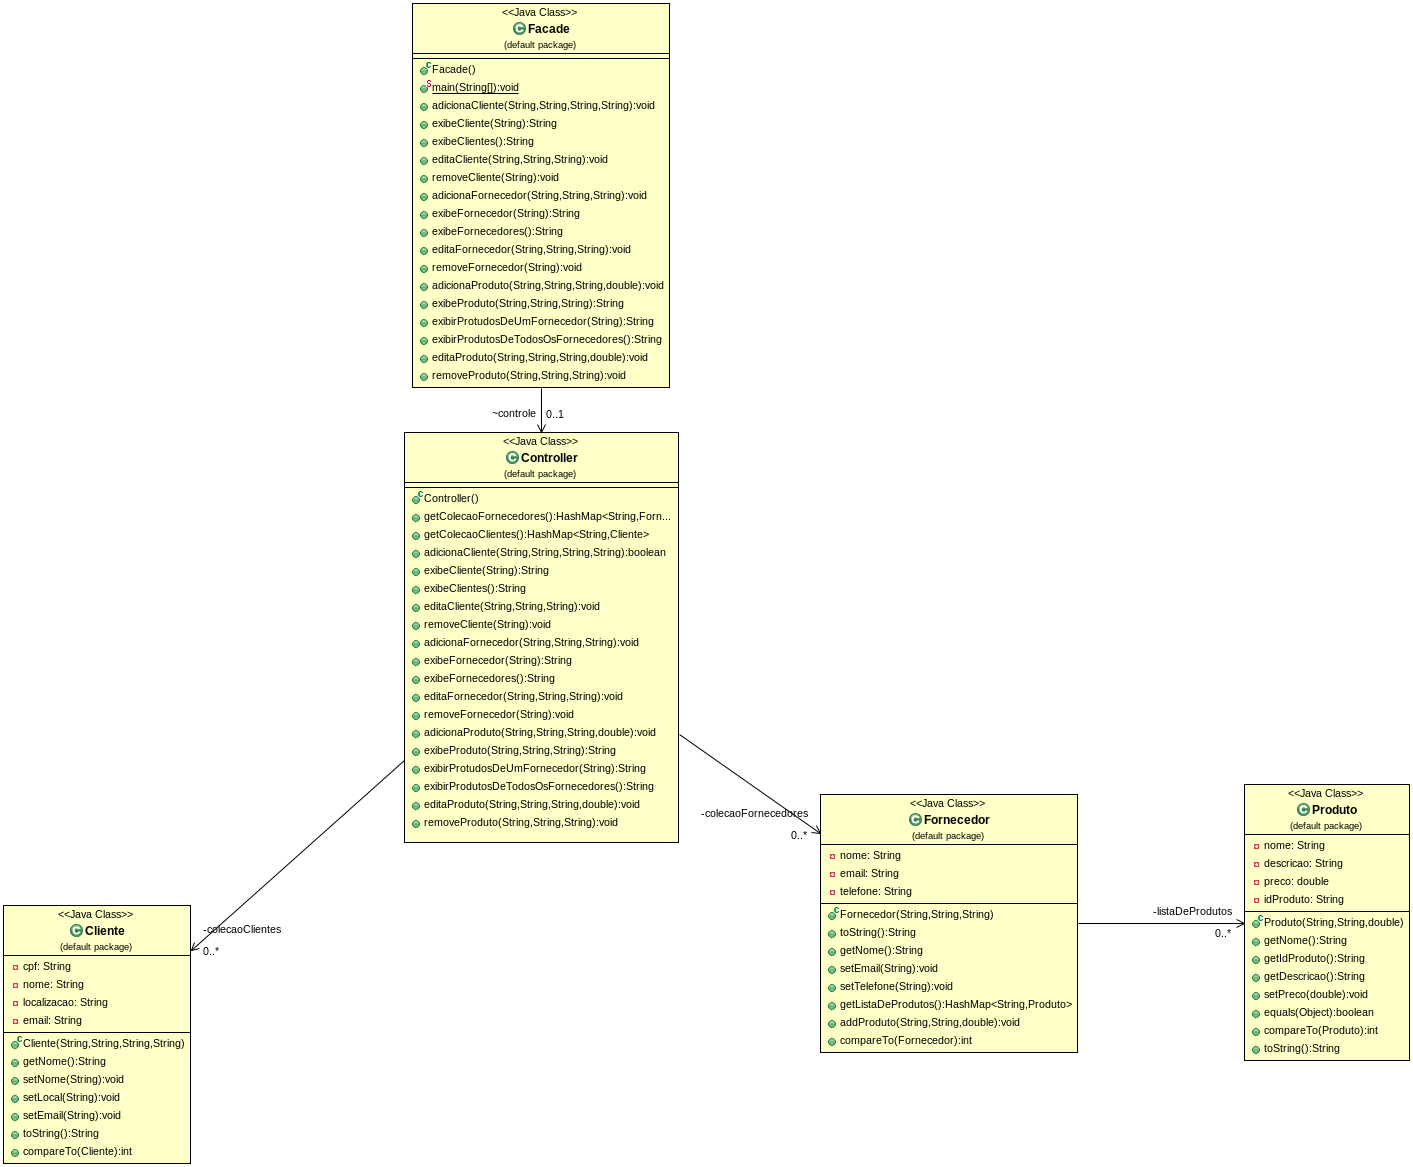 <<Java Class>>
Facade
(default package)
Facade()
main(String[]):void
adicionaCliente(String,String,String,String):void
exibeCliente(String):String
exibeClientes():String
editaCliente(String,String,String):void
removeCliente(String):void
adicionaFornecedor(String,String,String):void
exibeFornecedor(String):String
exibeFornecedores():String
editaFornecedor(String,String,String):void
removeFornecedor(String):void
adicionaProduto(String,String,String,double):void
exibeProduto(String,String,String):String
exibirProtudosDeUmFornecedor(String):String
exibirProdutosDeTodosOsFornecedores():String
editaProduto(String,String,String,double):void
removeProduto(String,String,String):void
~controle 0..1
<<Java Class>>
Controller
(default package)
Controller()
getColecaoFornecedores():HashMap<String,Forn...
getColecaoClientes():HashMap<String,Cliente>
adicionaCliente(String,String,String,String):boolean
exibeCliente(String):String
exibeClientes():String
editaCliente(String,String,String):void
removeCliente(String):void
adicionaFornecedor(String,String,String):void
exibeFornecedor(String):String
exibeFornecedores():String
editaFornecedor(String,String,String):void
removeFornecedor(String):void
adicionaProduto(String,String,String,double):void
exibeProduto(String,String,String):String
exibirProtudosDeUmFornecedor(String):String
exibirProdutosDeTodosOsFornecedores():String
editaProduto(String,String,String,double):void
removeProduto(String,String,String):void
-colecaoClientes
0..*
<<Java Class>>
Cliente
(default package)
cpf: String
nome: String
localizacao: String
email: String
Cliente(String,String,String,String)
getNome():String
setNome(String):void
setLocal(String):void
setEmail(String):void
toString():String
compareTo(Cliente):int
-colecaoFornecedores
0..*
<<Java Class>>
Fornecedor
(default package)
nome: String
email: String
telefone: String
Fornecedor(String,String,String)
toString():String
getNome():String
setEmail(String):void
setTelefone(String):void
getListaDeProdutos():HashMap<String,Produto>
addProduto(String,String,double):void
compareTo(Fornecedor):int
-listaDeProdutos
0..*
<<Java Class>>
Produto
(default package)
nome: String
descricao: String
preco: double
idProduto: String
Produto(String,String,double)
getNome():String
getIdProduto():String
getDescricao():String
setPreco(double):void
equals(Object):boolean
compareTo(Produto):int
toString():String